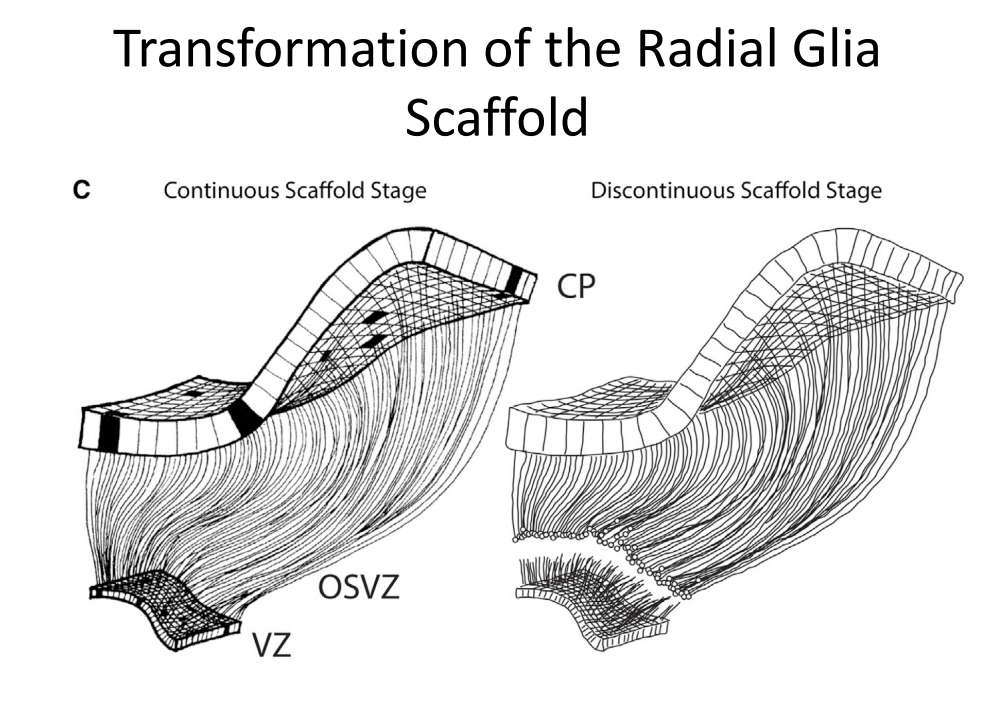 Transformation of the Radial Glia
Scaffold
C
Continuous Scaffold Stage
Discontinuous Scaffold Stage
CP
OSVZ
VZ